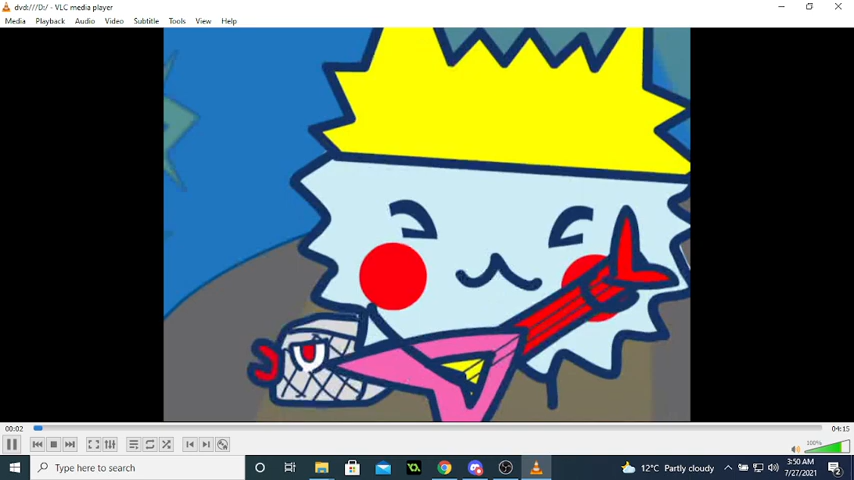 dvd:///D:/ - VLC media player
Media Playback Audio Video Subtitle Tools View Help
00:02 04:15
100%
Type here to search
12°C Partly cloudy
3:50 AM
7/27/2021
2